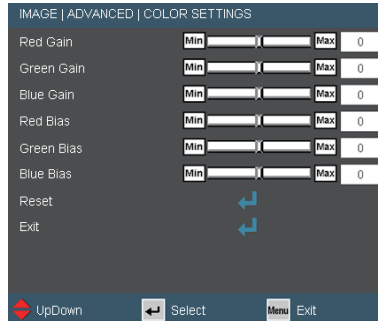 IMAGE | ADVANCED | COLOR SETTINGS
Red Gain Min Max 0
Green Gain Min Max 0
Blue Gain Min Max 0
Red Bias Min Max 0
Green Bias Min Max 0
Blue Bias Min Max 0
Reset
Exit
UpDown Select Menu Exit